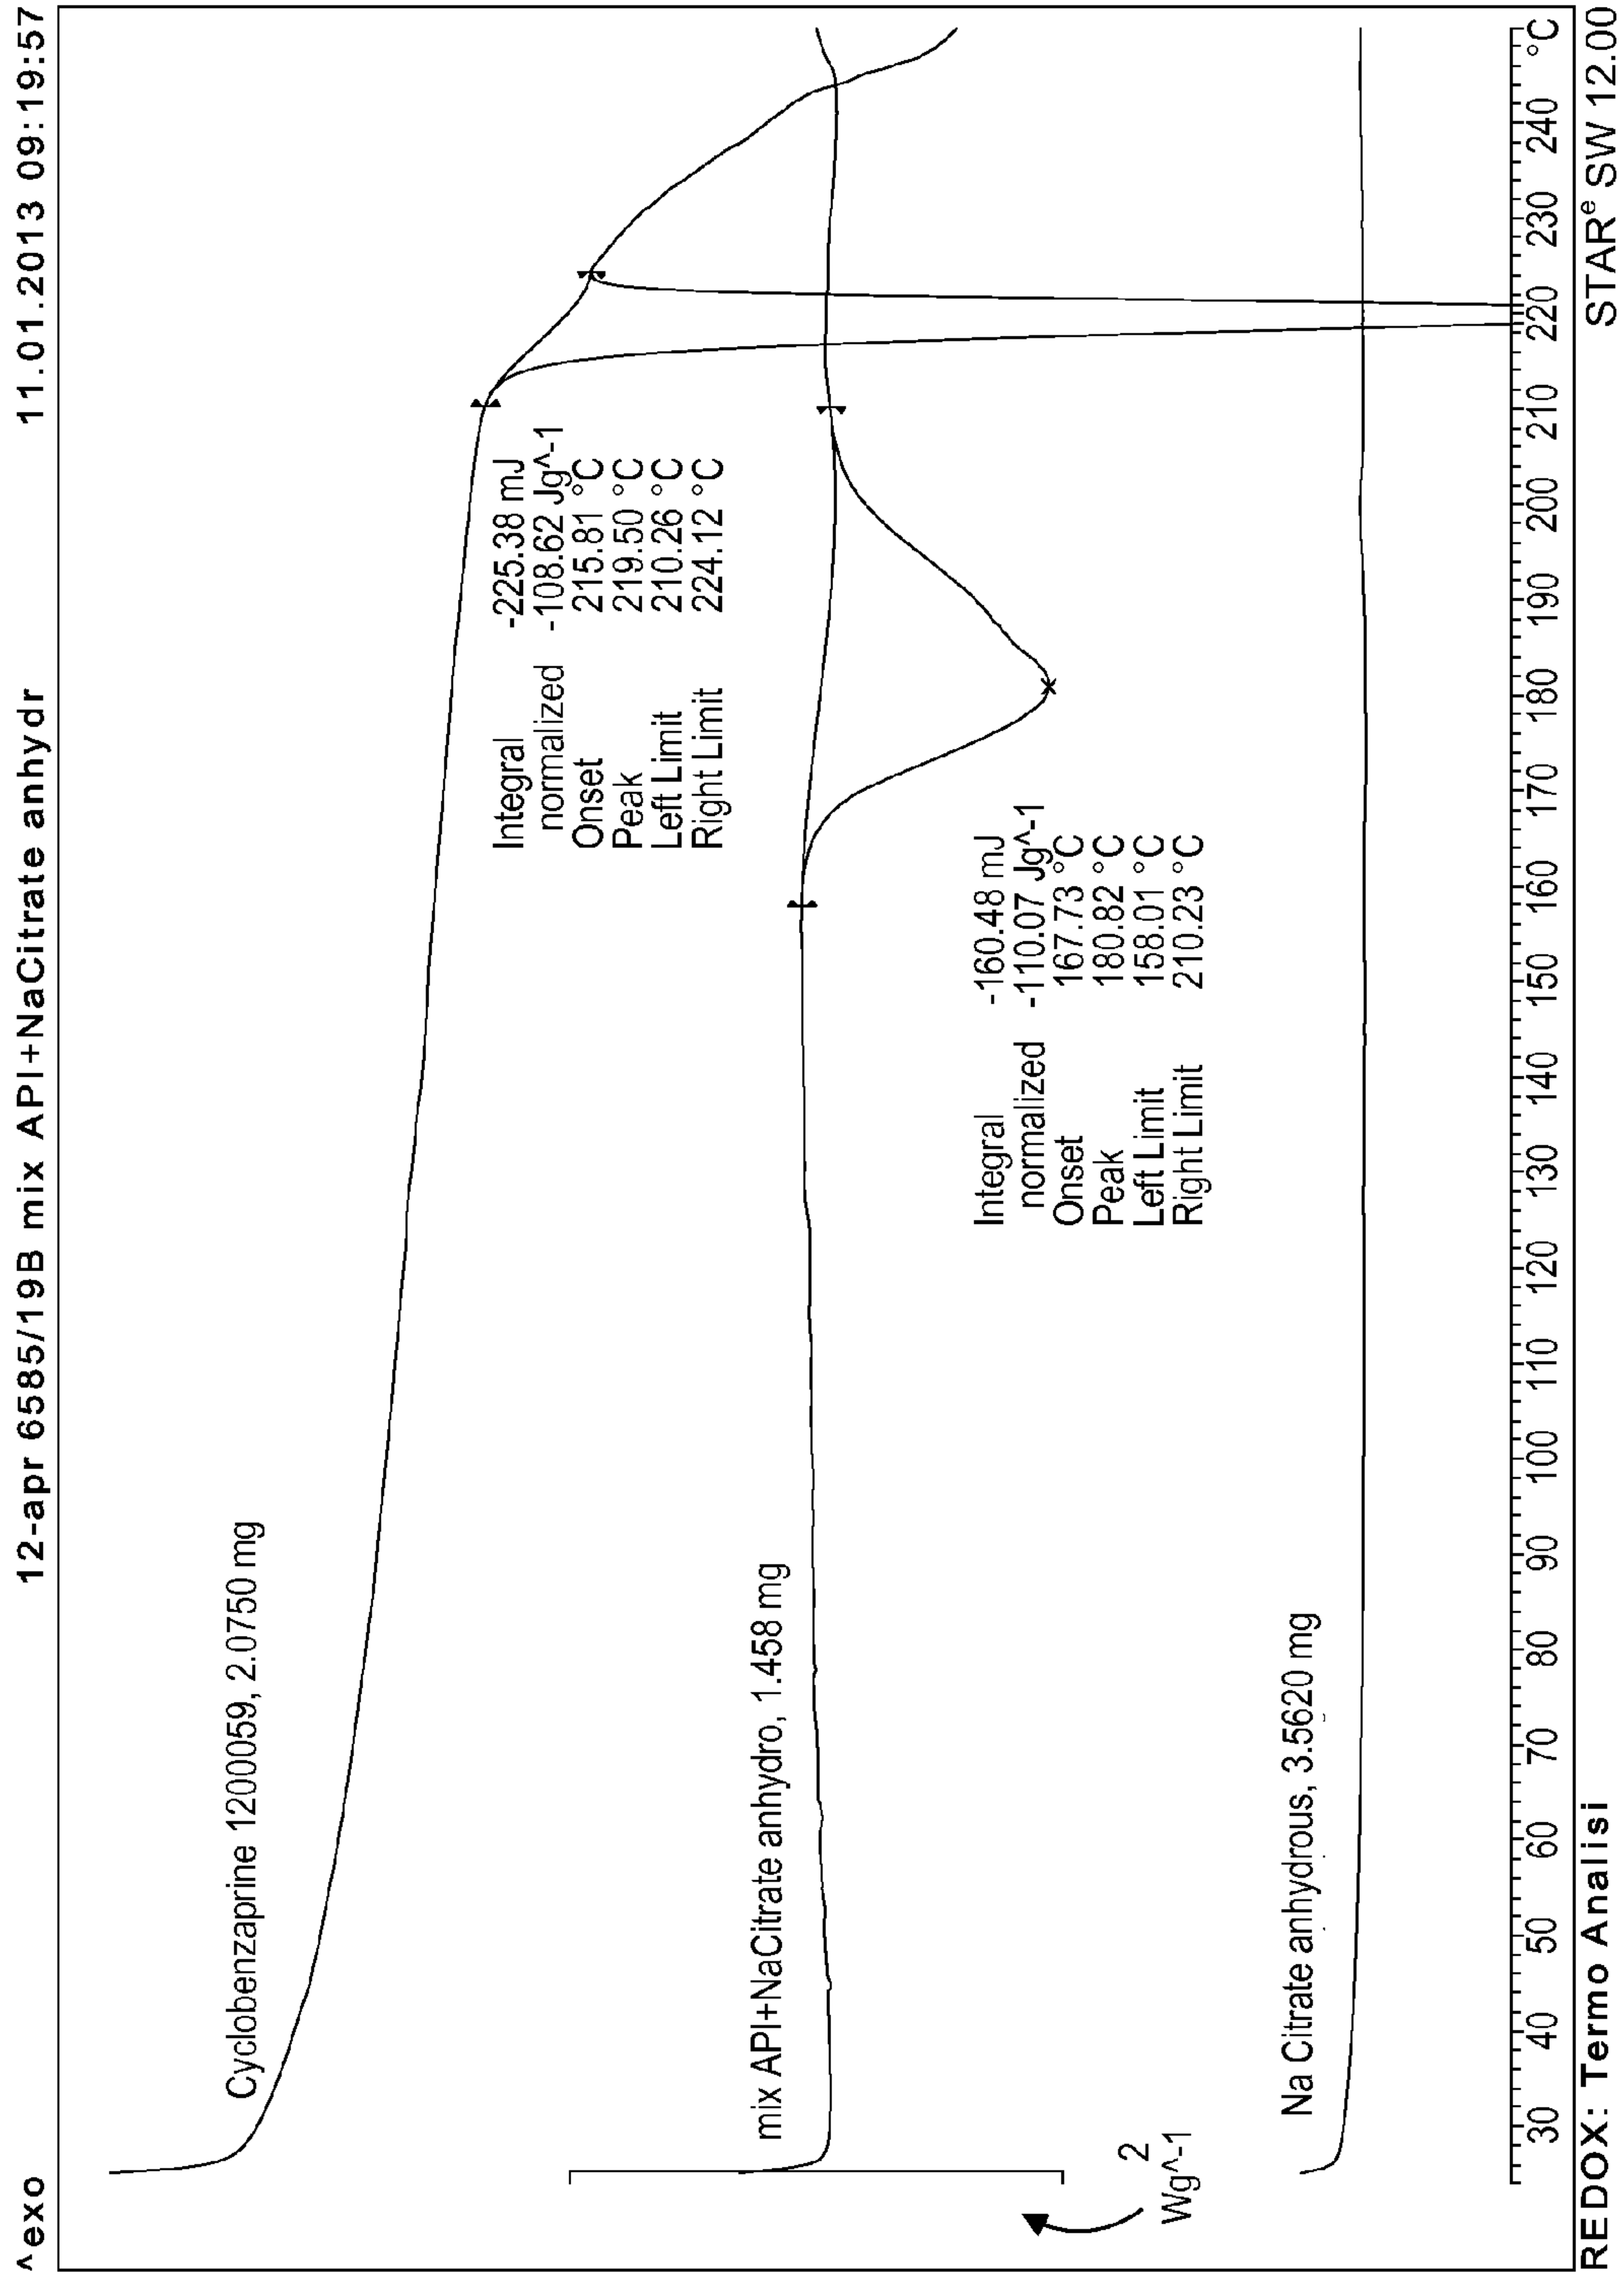 ^exo
12-apr 6585/19B mix API+NaCitrate anhydr
11.01.2013 09:19:57
Cyclobenzaprine 1200059, 2.0750 mg
Integral -225.38 mJ
normalized -108.62 Jg^-1
Onset 215.81 °C
Peak 219.50 °C
Left Limit 210.26 °C
Right Limit 224.12 °C
mix API+NaCitrate anhydro, 1.458 mg
Integral -160.48 mJ
normalized -110.07 Jg^-1
Onset 167.73 °C
Peak 180.82 °C
Left Limit 158.01 °C
Right Limit 210.23 °C
2
Wg^-1
Na Citrate anhydrous, 3.5620 mg
30 40 50 60 70 80 90 100 110 120 130 140 150 160 170 180 190 200 210 220 230 240 °C
REDOX: Termo Analisi
STARe SW 12.00